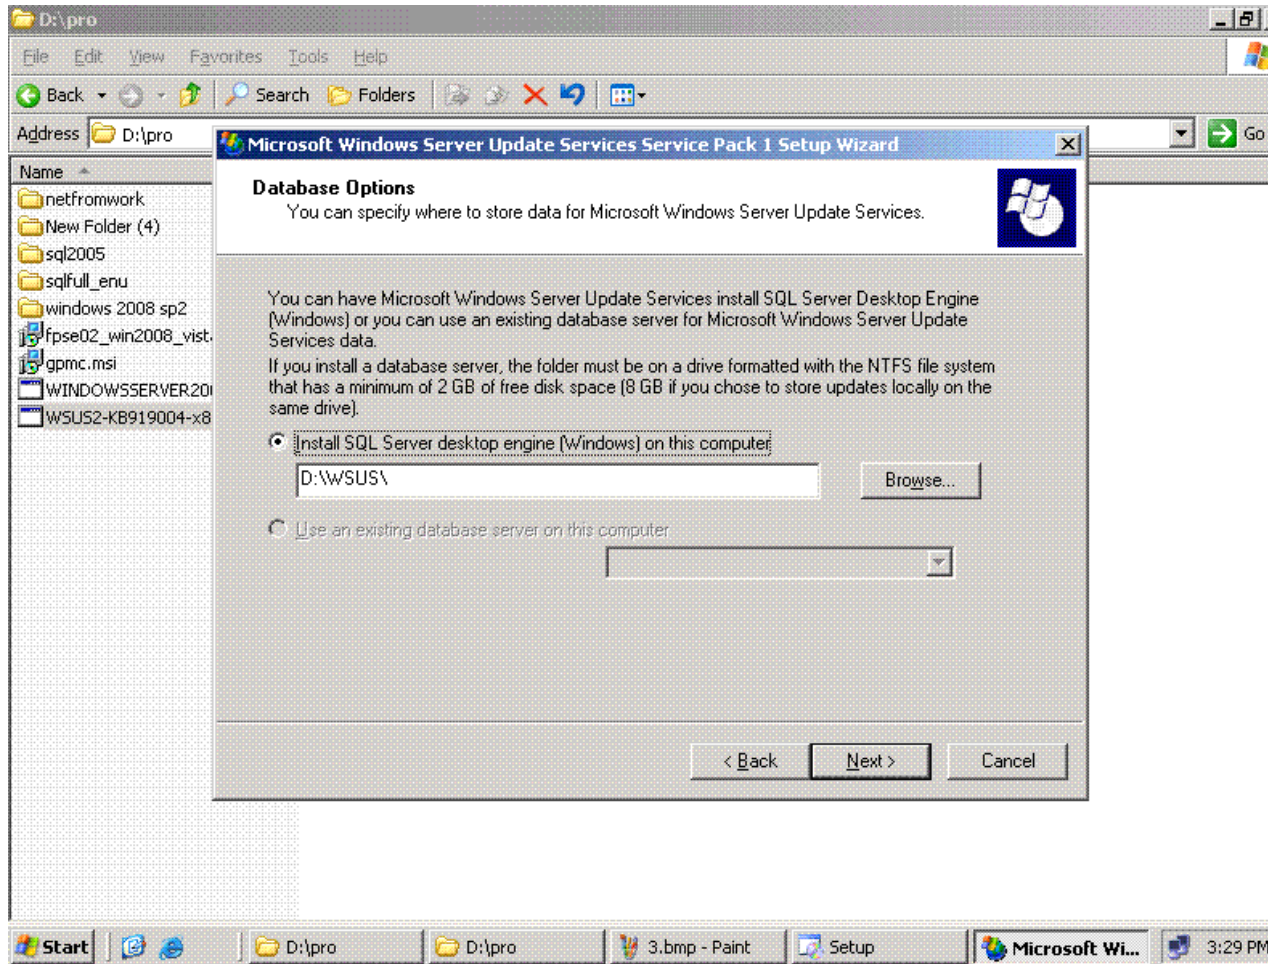 D:\pro
File Edit View Favorites Tools Help
Back Search Folders
Address D:\pro Go
Microsoft Windows Server Update Services Service Pack 1 Setup Wizard
Name
Database Options
You can specify where to store data for Microsoft Windows Server Update Services.
netfromwork
New Folder (4)
sql2005
sqlfull_enu
windows 2008 sp2
fpse02_win2008_vist
gpmc.msi
WINDOWSSERVER20
WSUS2-KB919004-x8
You can have Microsoft Windows Server Update Services install SQL Server Desktop Engine
(Windows) or you can use an existing database server for Microsoft Windows Server Update
Services data.
If you install a database server, the folder must be on a drive formatted with the NTFS file system
that has a minimum of 2 GB of free disk space (8 GB if you chose to store updates locally on the
same drive).
Install SQL Server desktop engine (Windows) on this computer
D:\WSUS\ Browse...
Use an existing database server on this computer
< Back Next > Cancel
Start D:\pro D:\pro 3.bmp - Paint Setup Microsoft Wi... 3:29 PM